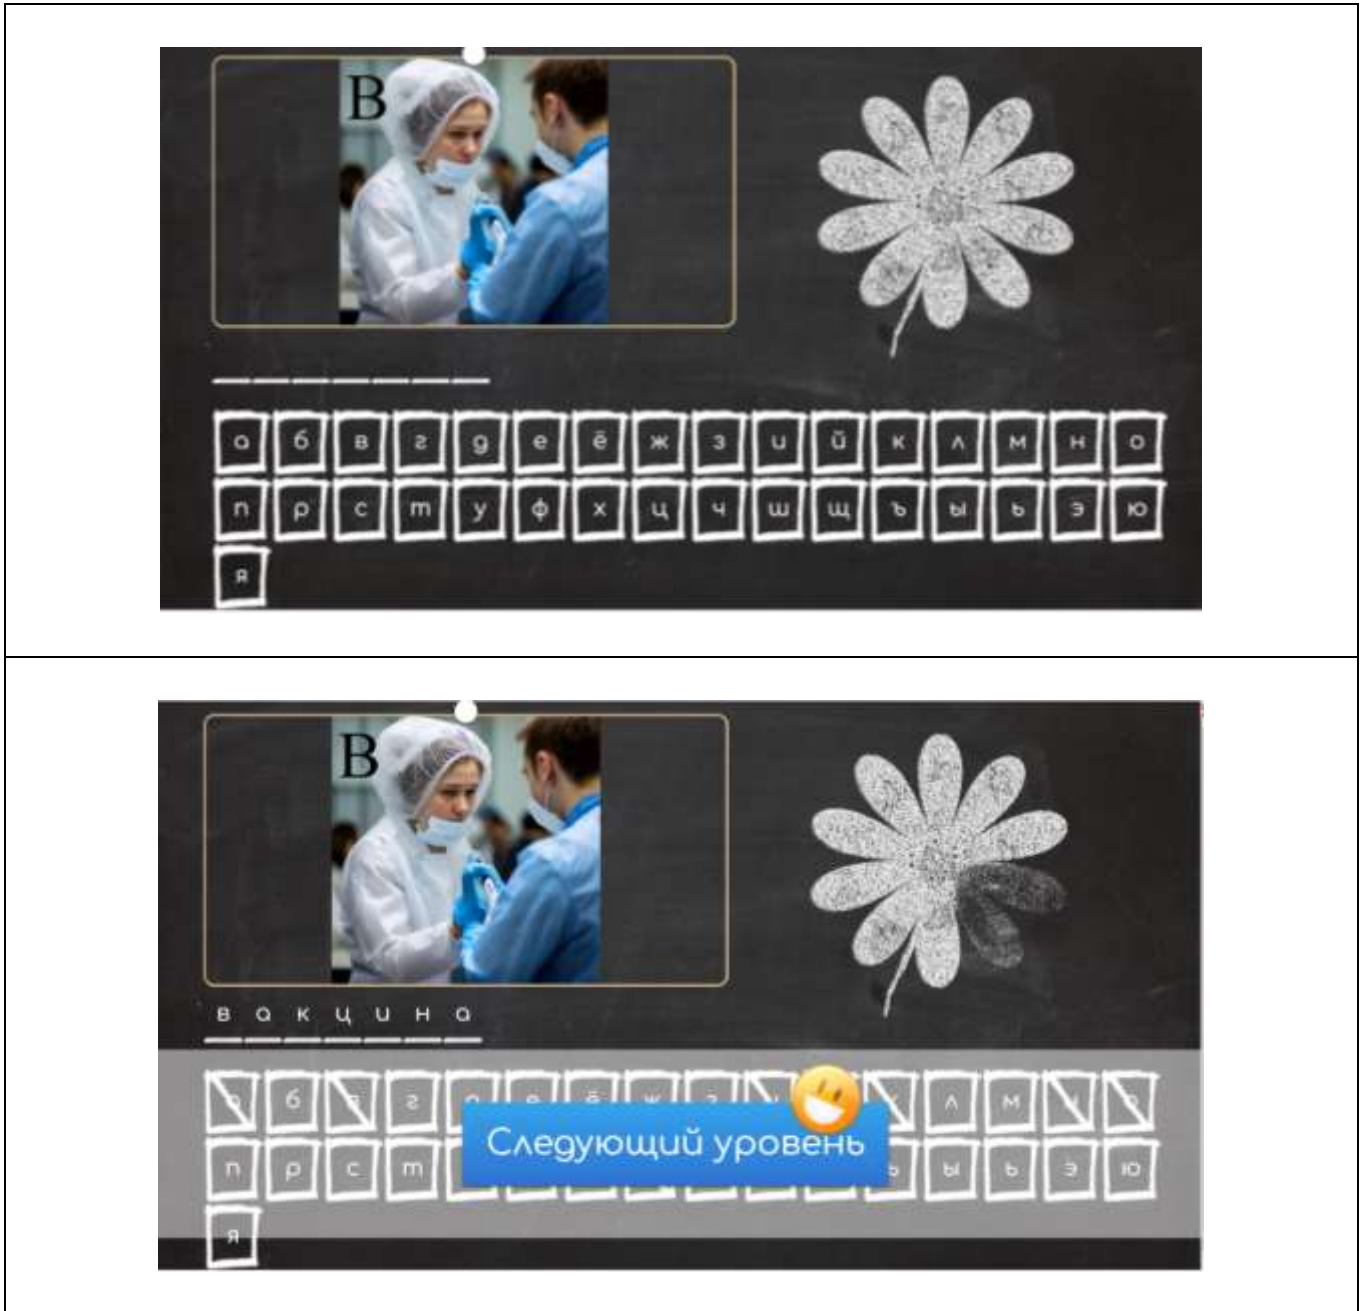 В
а б в г д е ё ж з и й к л м н о
п р с т у ф х ц ч ш щ ъ ы ь э ю
я
В
в а к ц и н а
б г л м
Следующий уровень
п р с т ы ь э ю
я